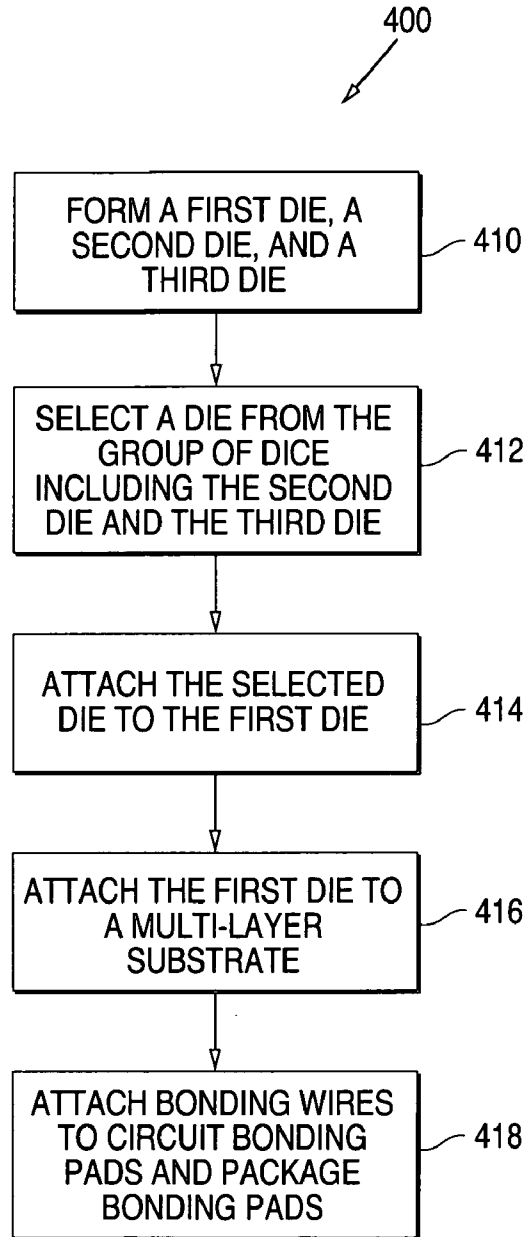 400
FORM A FIRST DIE, A
SECOND DIE, AND A
THIRD DIE
410
SELECT A DIE FROM THE
GROUP OF DICE
INCLUDING THE SECOND
DIE AND THE THIRD DIE
412
ATTACH THE SELECTED
DIE TO THE FIRST DIE
414
ATTACH THE FIRST DIE TO
A MULTI-LAYER
SUBSTRATE
416
ATTACH BONDING WIRES
TO CIRCUIT BONDING
PADS AND PACKAGE
BONDING PADS
418